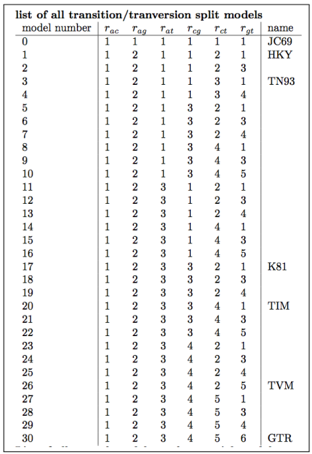 list of all transition/tranversion split models
model number r_ac r_ag r_at r_cg r_ct r_gt name
0 1 1 1 1 1 1 JC69
1 1 2 1 1 2 1 HKY
2 1 2 1 1 2 3
3 1 2 1 1 3 1 TN93
4 1 2 1 1 3 4
5 1 2 1 3 2 1
6 1 2 1 3 2 3
7 1 2 1 3 2 4
8 1 2 1 3 4 1
9 1 2 1 3 4 3
10 1 2 1 3 4 5
11 1 2 3 1 2 1
12 1 2 3 1 2 3
13 1 2 3 1 2 4
14 1 2 3 1 4 1
15 1 2 3 1 4 3
16 1 2 3 1 4 5
17 1 2 3 3 2 1 K81
18 1 2 3 3 2 3
19 1 2 3 3 2 4
20 1 2 3 3 4 1 TIM
21 1 2 3 3 4 3
22 1 2 3 3 4 5
23 1 2 3 4 2 1
24 1 2 3 4 2 3
25 1 2 3 4 2 4
26 1 2 3 4 2 5 TVM
27 1 2 3 4 5 1
28 1 2 3 4 5 3
29 1 2 3 4 5 4
30 1 2 3 4 5 6 GTR